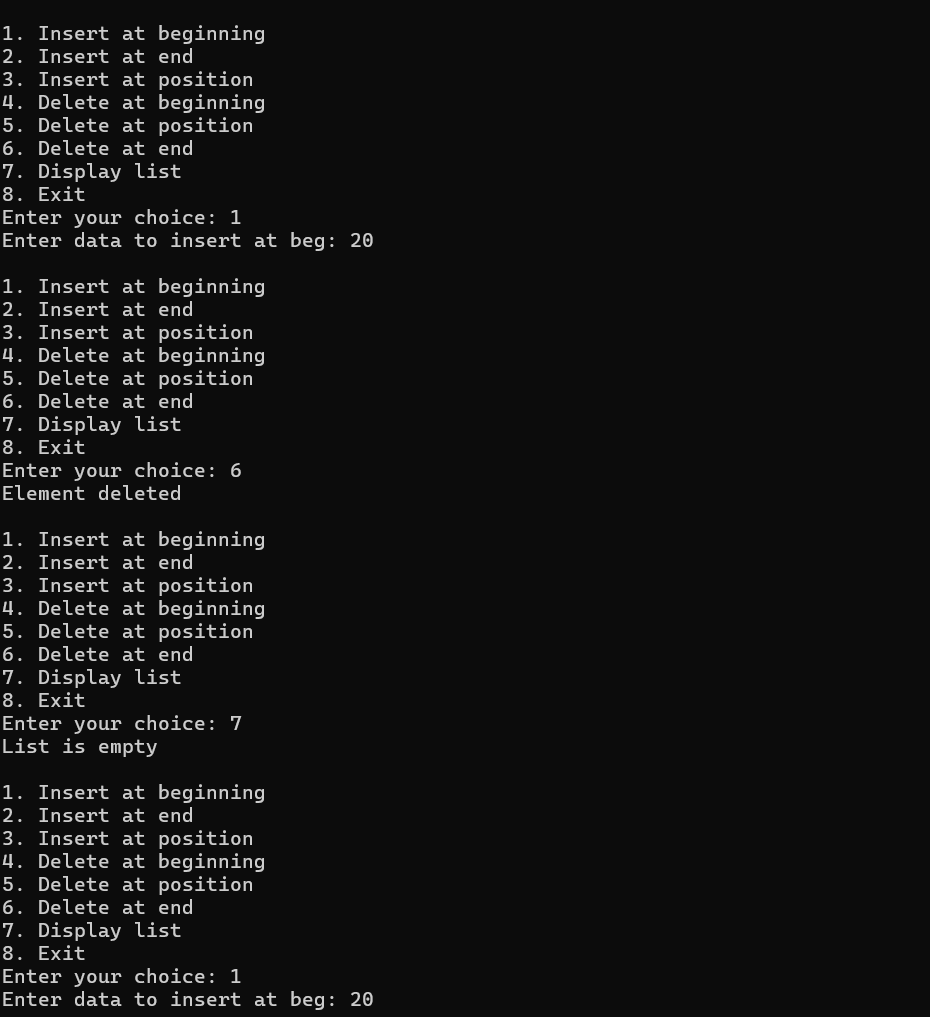 1. Insert at beginning
2. Insert at end
3. Insert at position
4. Delete at beginning
5. Delete at position
6. Delete at end
7. Display list
8. Exit
Enter your choice: 1
Enter data to insert at beg: 20
1. Insert at beginning
2. Insert at end
3. Insert at position
4. Delete at beginning
5. Delete at position
6. Delete at end
7. Display list
8. Exit
Enter your choice: 6
Element deleted
1. Insert at beginning
2. Insert at end
3. Insert at position
4. Delete at beginning
5. Delete at position
6. Delete at end
7. Display list
8. Exit
Enter your choice: 7
List is empty
1. Insert at beginning
2. Insert at end
3. Insert at position
4. Delete at beginning
5. Delete at position
6. Delete at end
7. Display list
8. Exit
Enter your choice: 1
Enter data to insert at beg: 20